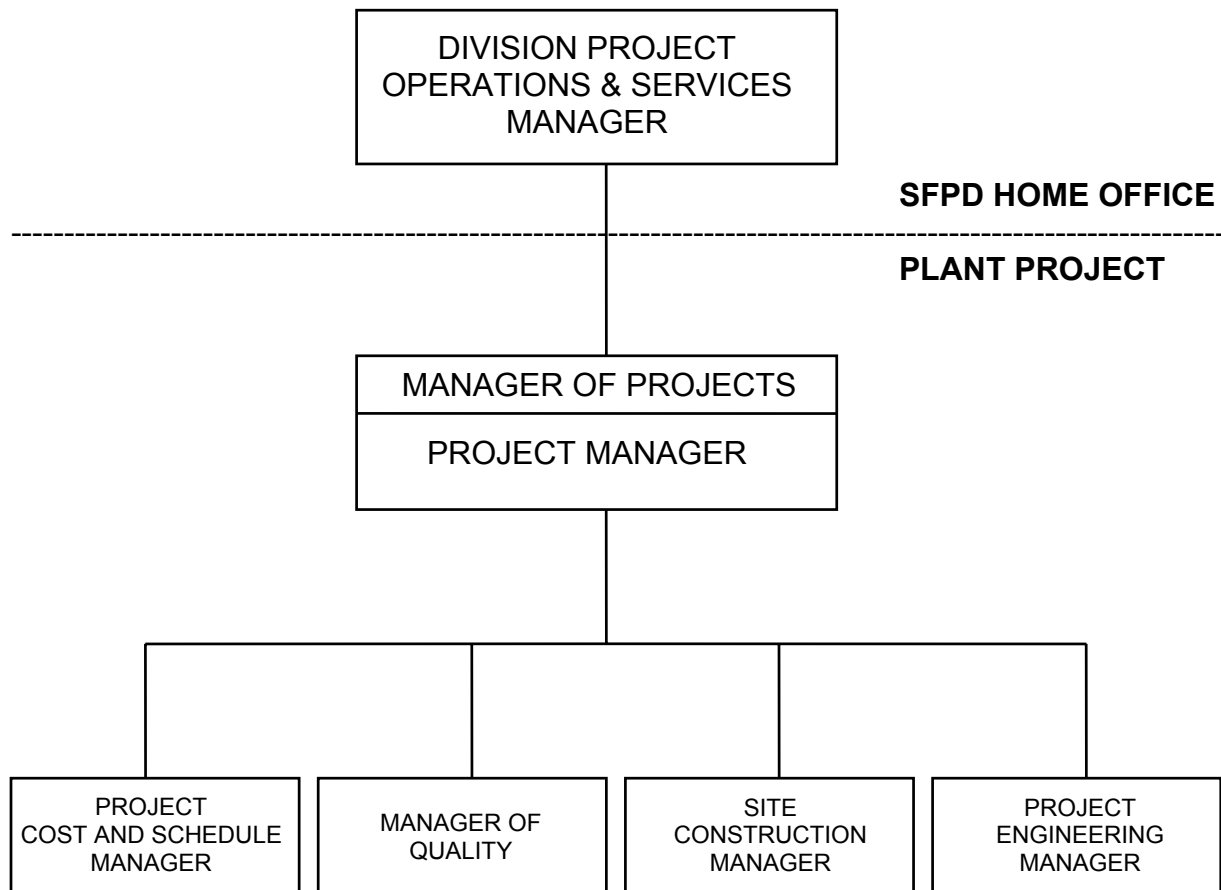 DIVISION PROJECT
OPERATIONS & SERVICES
MANAGER
SFPD HOME OFFICE
PLANT PROJECT
MANAGER OF PROJECTS
PROJECT MANAGER
PROJECT
COST AND SCHEDULE
MANAGER
MANAGER OF
QUALITY
SITE
CONSTRUCTION
MANAGER
PROJECT
ENGINEERING
MANAGER